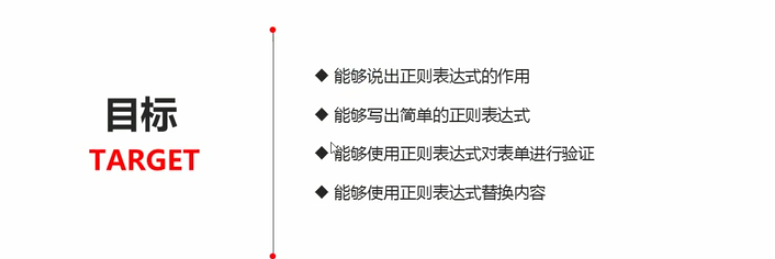 目标
TARGET
◆ 能够说出正则表达式的作用
◆ 能够写出简单的正则表达式
◆ 能够使用正则表达式对表单进行验证
◆ 能够使用正则表达式替换内容